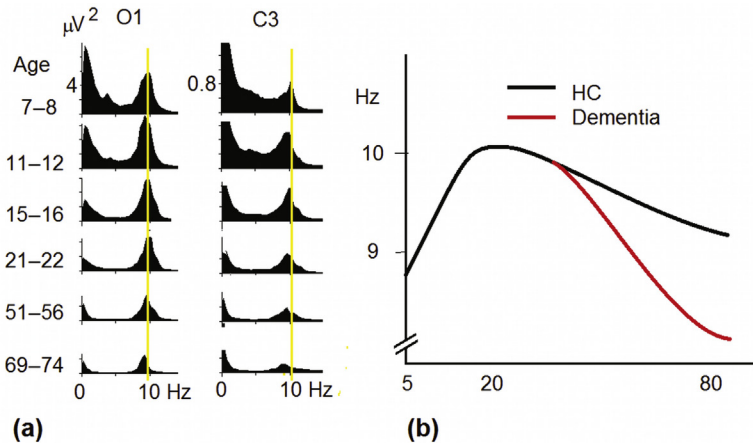 μV² O1 C3
Age
4
0.8
7–8
11–12
15–16
21–22
51–56
69–74
0 10 Hz 0 10 Hz
(a)
Hz
HC
Dementia
10
9
5 20 80
(b)